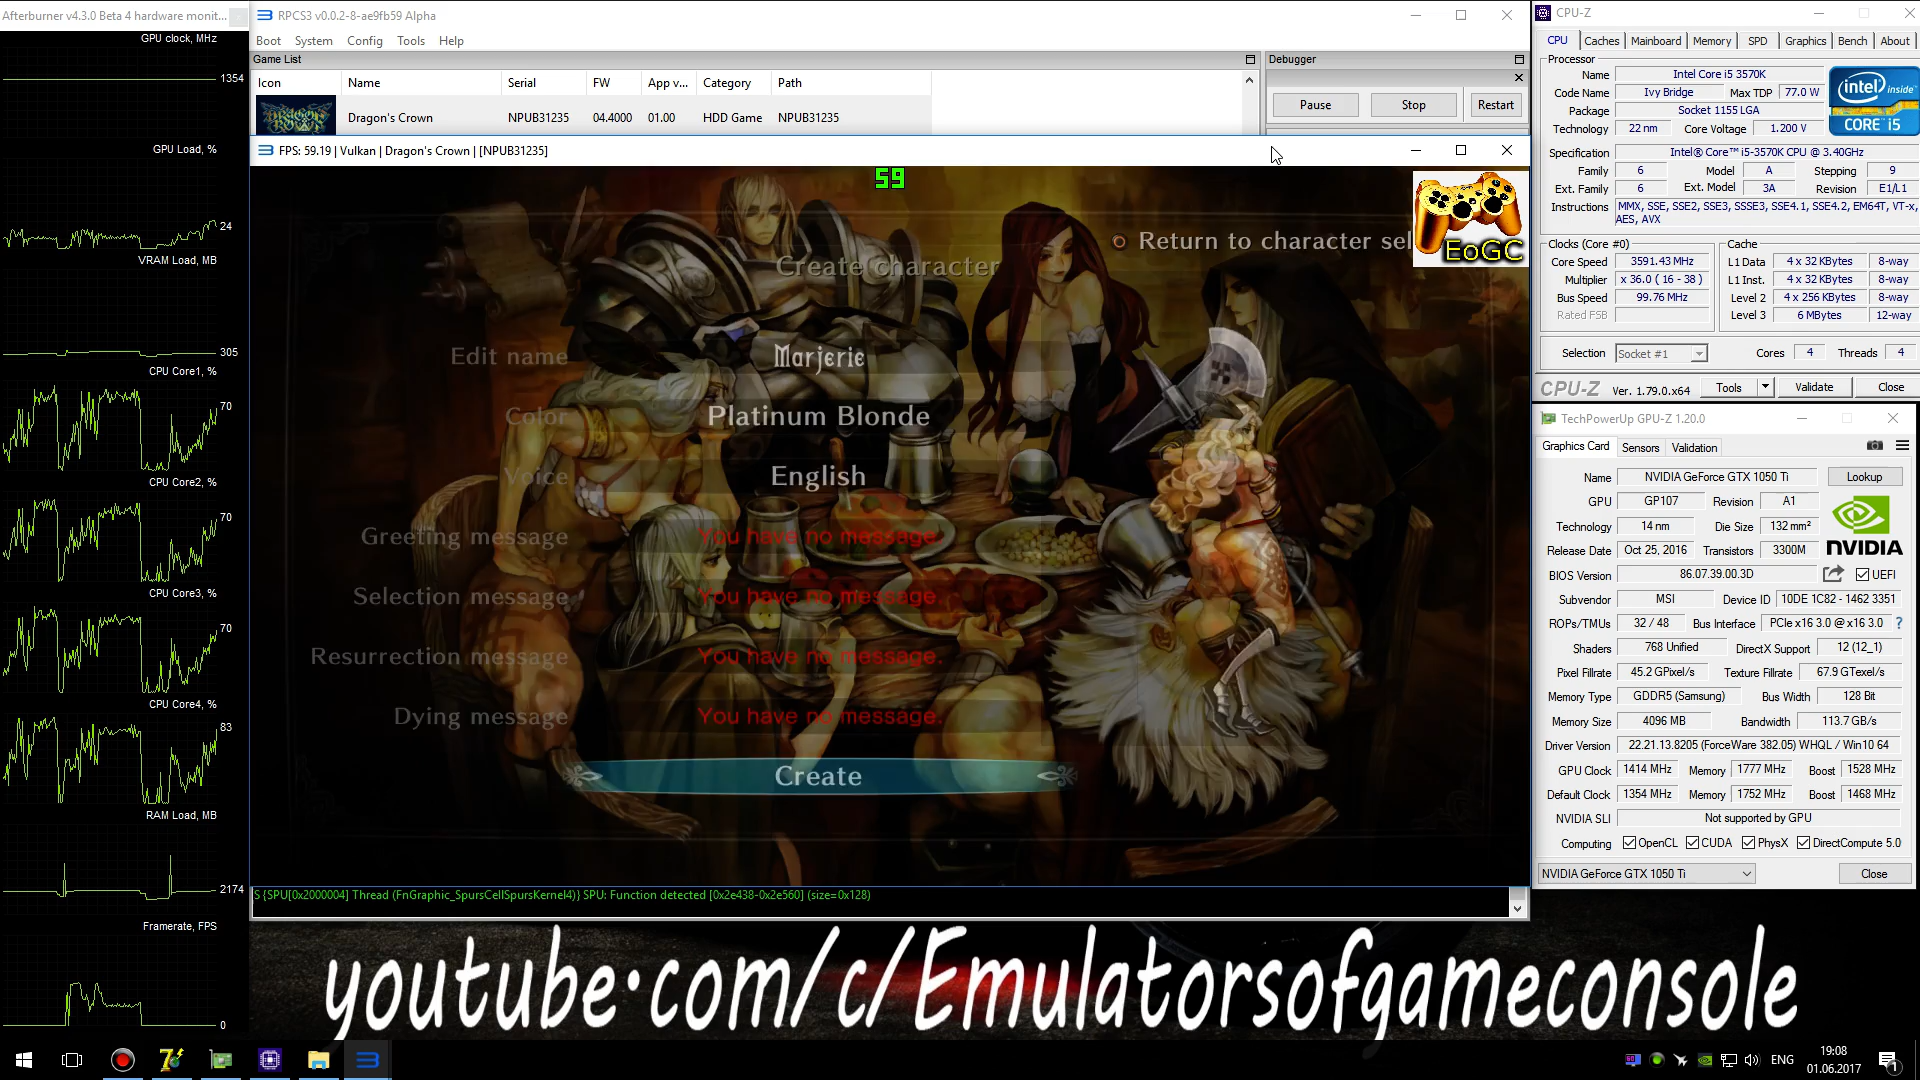 Afterburner v4.3.0 Beta 4 hardware monit...
GPU clock, MHz
1354
GPU Load, %
24
VRAM Load, MB
305
CPU Core1, %
70
CPU Core2, %
70
CPU Core3, %
70
CPU Core4, %
83
RAM Load, MB
2174
Framerate, FPS
0
RPCS3 v0.0.2-8-ae9fb59 Alpha
Boot System Config Tools Help
Game List
Icon Name Serial FW App v... Category Path
DRAGON'S CROWN
Dragon's Crown NPUB31235 04.4000 01.00 HDD Game NPUB31235
Debugger
Pause Stop Restart
FPS: 59.19 | Vulkan | Dragon's Crown | [NPUB31235]
59
EoGC
Return to character sel
Create character
Edit name Marjerie
Color Platinum Blonde
Voice English
Greeting message You have no message.
Selection message You have no message.
Resurrection message You have no message.
Dying message You have no message.
Create
S {SPU[0x2000004] Thread (FnGraphic_SpursCellSpursKernel4)} SPU: Function detected [0x2e438-0x2e560] (size=0x128)
youtube.com/c/Emulatorsofgameconsole
CPU-Z
CPU Caches Mainboard Memory SPD Graphics Bench About
Processor
Name Intel Core i5 3570K
Code Name Ivy Bridge Max TDP 77.0 W
Package Socket 1155 LGA
Technology 22 nm Core Voltage 1.200 V
intel inside
CORE i5
Specification Intel® Core™ i5-3570K CPU @ 3.40GHz
Family 6 Model A Stepping 9
Ext. Family 6 Ext. Model 3A Revision E1/L1
Instructions MMX, SSE, SSE2, SSE3, SSSE3, SSE4.1, SSE4.2, EM64T, VT-x,
AES, AVX
Clocks (Core #0) Cache
Core Speed 3591.43 MHz L1 Data 4 x 32 KBytes 8-way
Multiplier x 36.0 ( 16 - 38 ) L1 Inst. 4 x 32 KBytes 8-way
Bus Speed 99.76 MHz Level 2 4 x 256 KBytes 8-way
Rated FSB Level 3 6 MBytes 12-way
Selection Socket #1 Cores 4 Threads 4
CPU-Z Ver. 1.79.0.x64 Tools Validate Close
TechPowerUp GPU-Z 1.20.0
Graphics Card Sensors Validation
Name NVIDIA GeForce GTX 1050 Ti Lookup
GPU GP107 Revision A1
Technology 14 nm Die Size 132 mm²
Release Date Oct 25, 2016 Transistors 3300M
NVIDIA
BIOS Version 86.07.39.00.3D UEFI
Subvendor MSI Device ID 10DE 1C82 - 1462 3351
ROPs/TMUs 32 / 48 Bus Interface PCIe x16 3.0 @ x16 3.0 ?
Shaders 768 Unified DirectX Support 12 (12_1)
Pixel Fillrate 45.2 GPixel/s Texture Fillrate 67.9 GTexel/s
Memory Type GDDR5 (Samsung) Bus Width 128 Bit
Memory Size 4096 MB Bandwidth 113.7 GB/s
Driver Version 22.21.13.8205 (ForceWare 382.05) WHQL / Win10 64
GPU Clock 1414 MHz Memory 1777 MHz Boost 1528 MHz
Default Clock 1354 MHz Memory 1752 MHz Boost 1468 MHz
NVIDIA SLI Not supported by GPU
Computing OpenCL CUDA PhysX DirectCompute 5.0
NVIDIA GeForce GTX 1050 Ti Close
ENG
19:08
01.06.2017
1